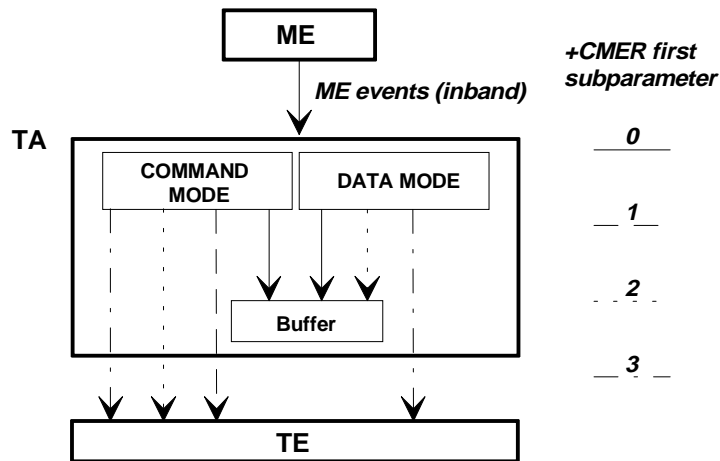 ME
+CMER first
subparameter
ME events (inband)
TA
0
COMMAND
MODE
DATA MODE
1
2
Buffer
3
TE